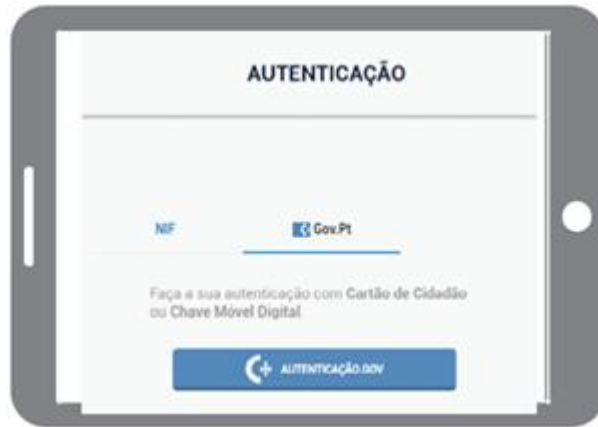 AUTENTICAÇÃO
NIF
Gov.Pt
Faça a sua autenticação com Cartão de Cidadão
ou Chave Móvel Digital
AUTENTICAÇÃO.GOV